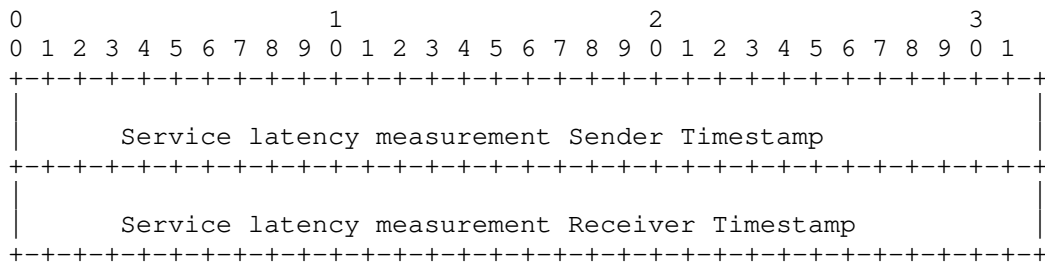 0                   1                   2                   3
0 1 2 3 4 5 6 7 8 9 0 1 2 3 4 5 6 7 8 9 0 1 2 3 4 5 6 7 8 9 0 1
+-+-+-+-+-+-+-+-+-+-+-+-+-+-+-+-+-+-+-+-+-+-+-+-+-+-+-+-+-+-+-+-+
|                                                               |
|      Service latency measurement Sender Timestamp             |
+-+-+-+-+-+-+-+-+-+-+-+-+-+-+-+-+-+-+-+-+-+-+-+-+-+-+-+-+-+-+-+-+
|                                                               |
|      Service latency measurement Receiver Timestamp           |
+-+-+-+-+-+-+-+-+-+-+-+-+-+-+-+-+-+-+-+-+-+-+-+-+-+-+-+-+-+-+-+-+